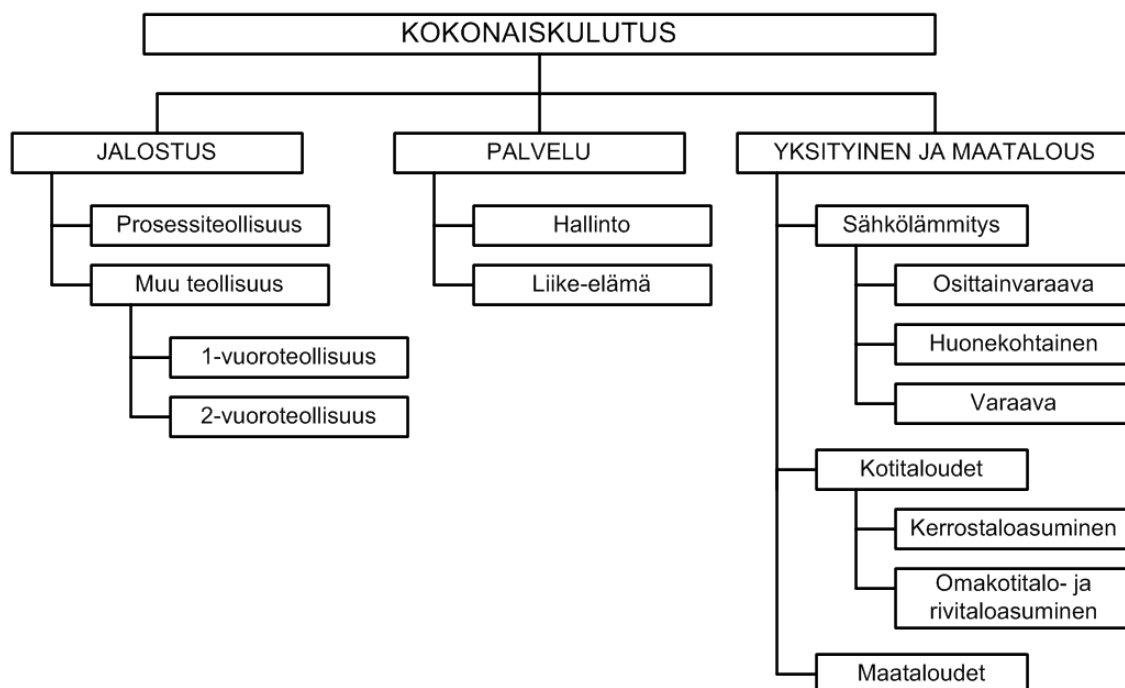 KOKONAISKULUTUS
JALOSTUS
Prosessiteollisuus
Muu teollisuus
1-vuoroteollisuus
2-vuoroteollisuus
PALVELU
Hallinto
Liike-elämä
YKSITYINEN JA MAATALOUS
Sähkölämmitys
Osittainvaraava
Huonekohtainen
Varaava
Kotitaloudet
Kerrostaloasuminen
Omakotitalo- ja
rivitaloasuminen
Maataloudet